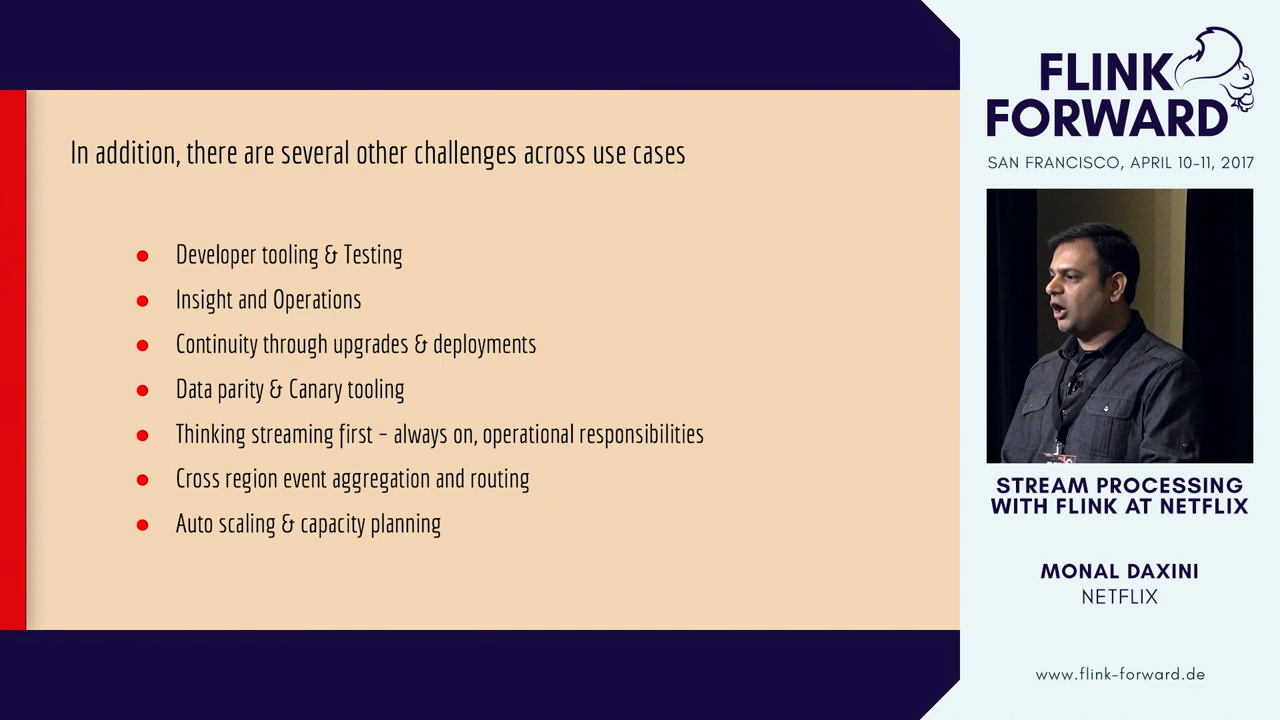 In addition, there are several other challenges across use cases
● Developer tooling & Testing
● Insight and Operations
● Continuity through upgrades & deployments
● Data parity & Canary tooling
● Thinking streaming first – always on, operational responsibilities
● Cross region event aggregation and routing
● Auto scaling & capacity planning
FLINK
FORWARD
SAN FRANCISCO, APRIL 10-11, 2017
STREAM PROCESSING
WITH FLINK AT NETFLIX
MONAL DAXINI
NETFLIX
www.flink-forward.de